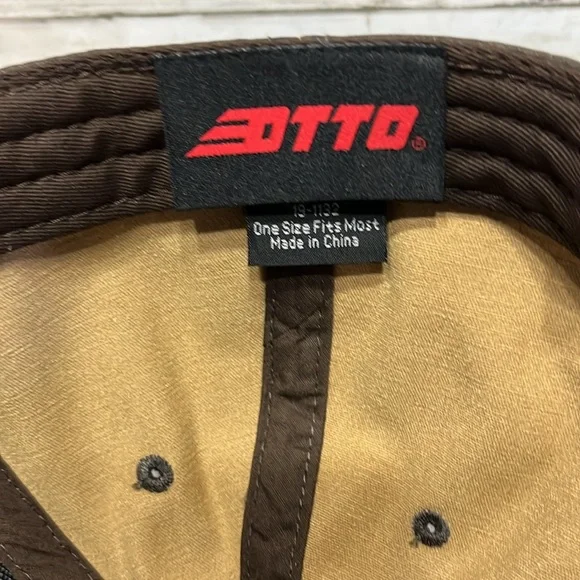 OTTO®
18-1132
One Size Fits Most
Made in China